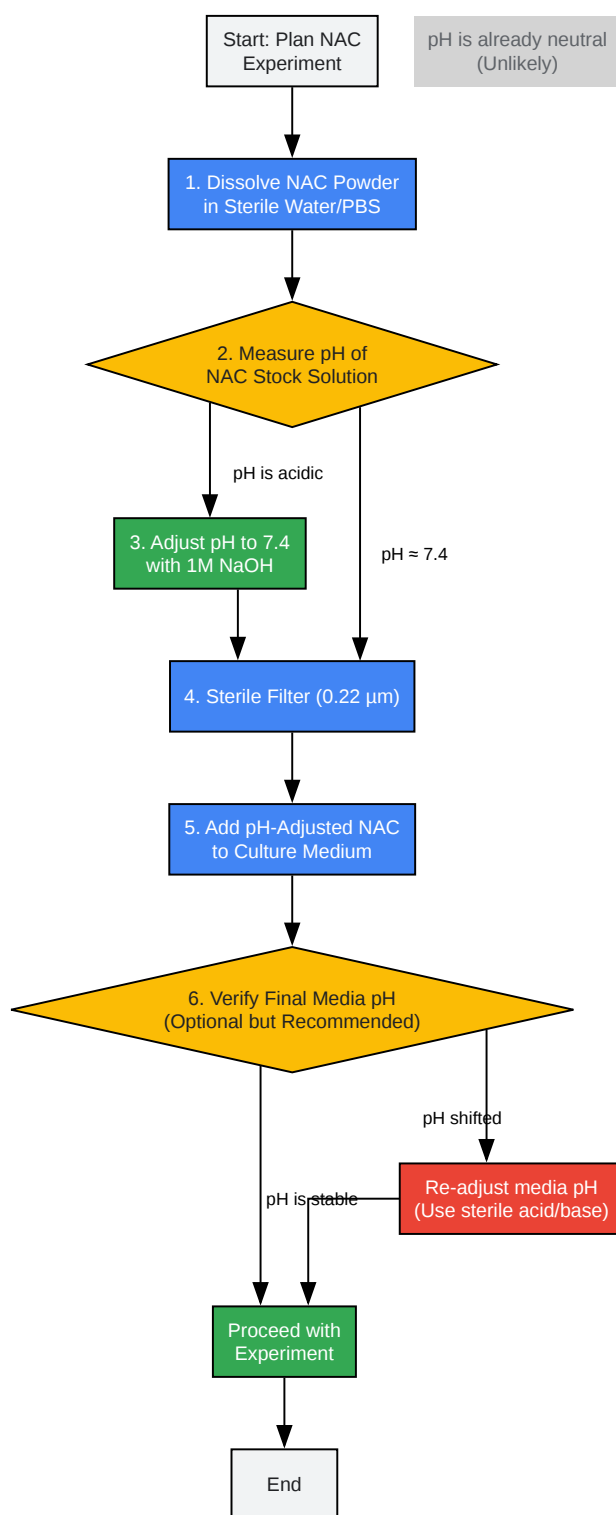 Start: Plan NAC
Experiment
pH is already neutral
(Unlikely)
1. Dissolve NAC Powder
in Sterile Water/PBS
2. Measure pH of
NAC Stock Solution
pH is acidic
3. Adjust pH to 7.4
with 1M NaOH
pH ≈ 7.4
4. Sterile Filter (0.22 µm)
5. Add pH-Adjusted NAC
to Culture Medium
6. Verify Final Media pH
(Optional but Recommended)
pH shifted
Re-adjust media pH
(Use sterile acid/base)
pH is stable
Proceed with
Experiment
End